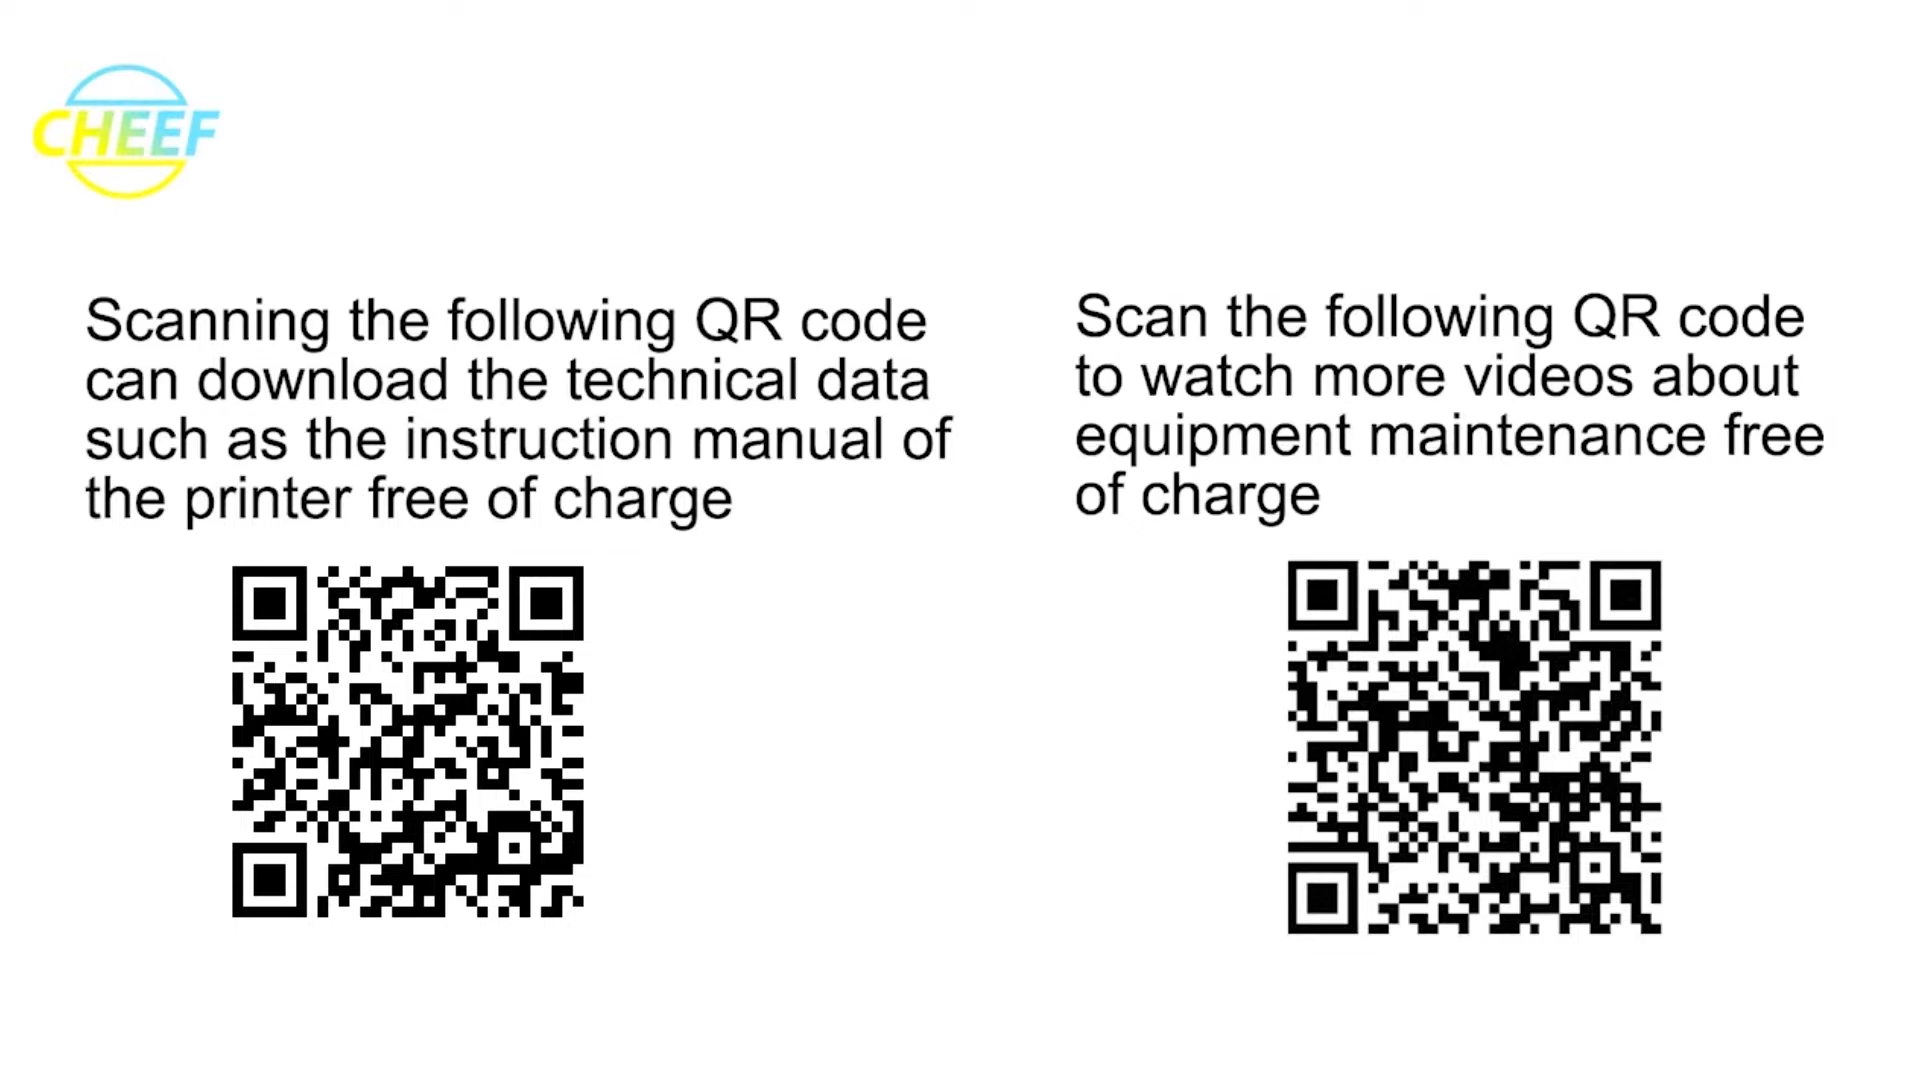 CHEEF
Scanning the following QR code
can download the technical data
such as the instruction manual of
the printer free of charge
Scan the following QR code
to watch more videos about
equipment maintenance free
of charge